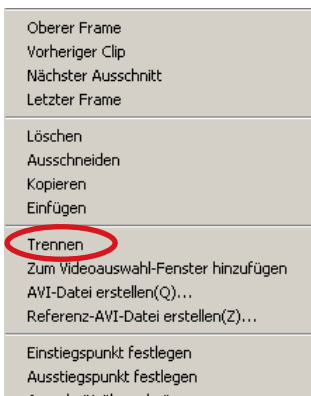 Oberer Frame
Vorheriger Clip
Nächster Ausschnitt
Letzter Frame
Löschen
Ausschneiden
Kopieren
Einfügen
Trennen
Zum Videoauswahl-Fenster hinzufügen
AVI-Datei erstellen(Q)...
Referenz-AVI-Datei erstellen(Z)...
Einstiegspunkt festlegen
Ausstiegspunkt festlegen